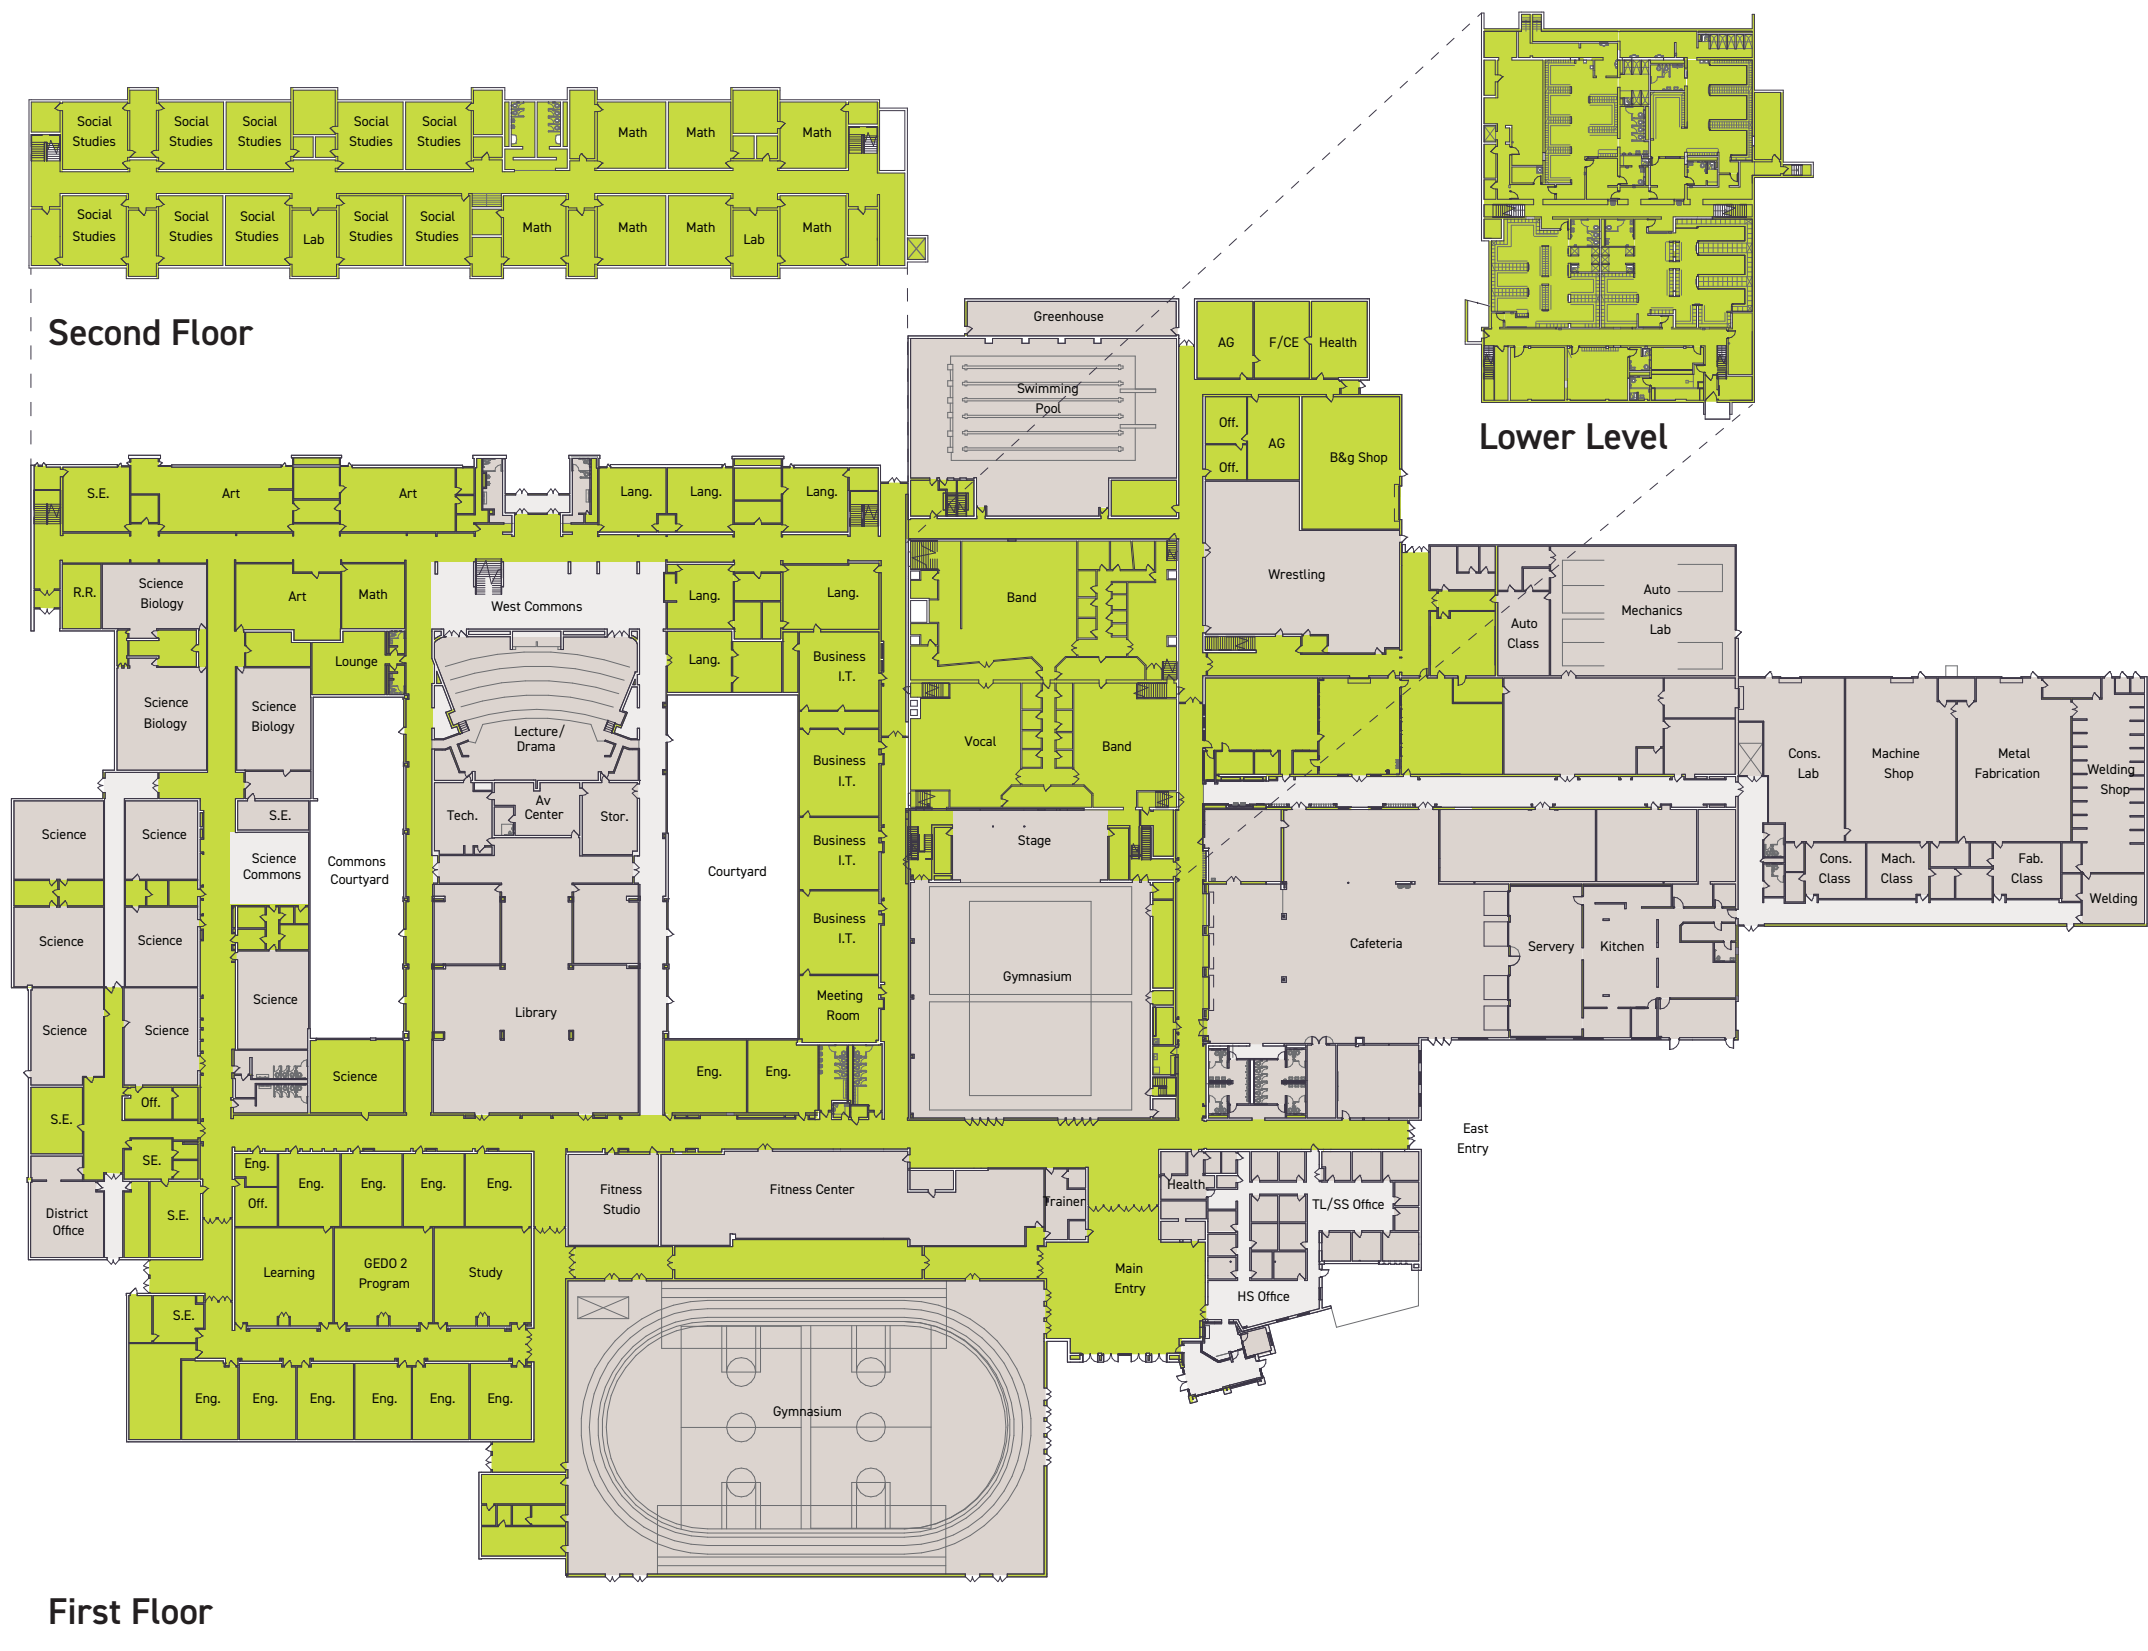 Social
Studies
Social
Studies
Social
Studies
Social
Studies
Social
Studies
Math
Math
Math
Social
Studies
Social
Studies
Social
Studies
Lab
Social
Studies
Social
Studies
Math
Math
Math
Lab
Math
Second Floor
Lower Level
Greenhouse
Swimming
Pool
AG
F/CE
Health
Off.
Off.
AG
B&g Shop
S.E.
Art
Art
Lang.
Lang.
Lang.
R.R.
Science
Biology
Art
Math
West Commons
Lang.
Lang.
Band
Wrestling
Auto
Class
Auto
Mechanics
Lab
Lounge
Lang.
Business
I.T.
Science
Biology
Science
Biology
Lecture/
Drama
Business
I.T.
Vocal
Band
Cons.
Lab
Machine
Shop
Metal
Fabrication
Welding
Shop
Tech.
Av
Center
Stor.
S.E.
Science
Science
Science
Commons
Commons
Courtyard
Courtyard
Business
I.T.
Stage
Cons.
Class
Mach.
Class
Fab.
Class
Welding
Science
Science
Business
I.T.
Cafeteria
Servery
Kitchen
Science
Science
Science
Library
Meeting
Room
Gymnasium
Science
Eng.
Eng.
Off.
S.E.
SE.
East
Entry
Eng.
Off.
Eng.
Eng.
Eng.
Eng.
Fitness
Studio
Fitness Center
Trainer
Health
TL/SS Office
District
Office
S.E.
Learning
GEDO 2
Program
Study
Main
Entry
HS Office
S.E.
Eng.
Eng.
Eng.
Eng.
Eng.
Eng.
Gymnasium
First Floor